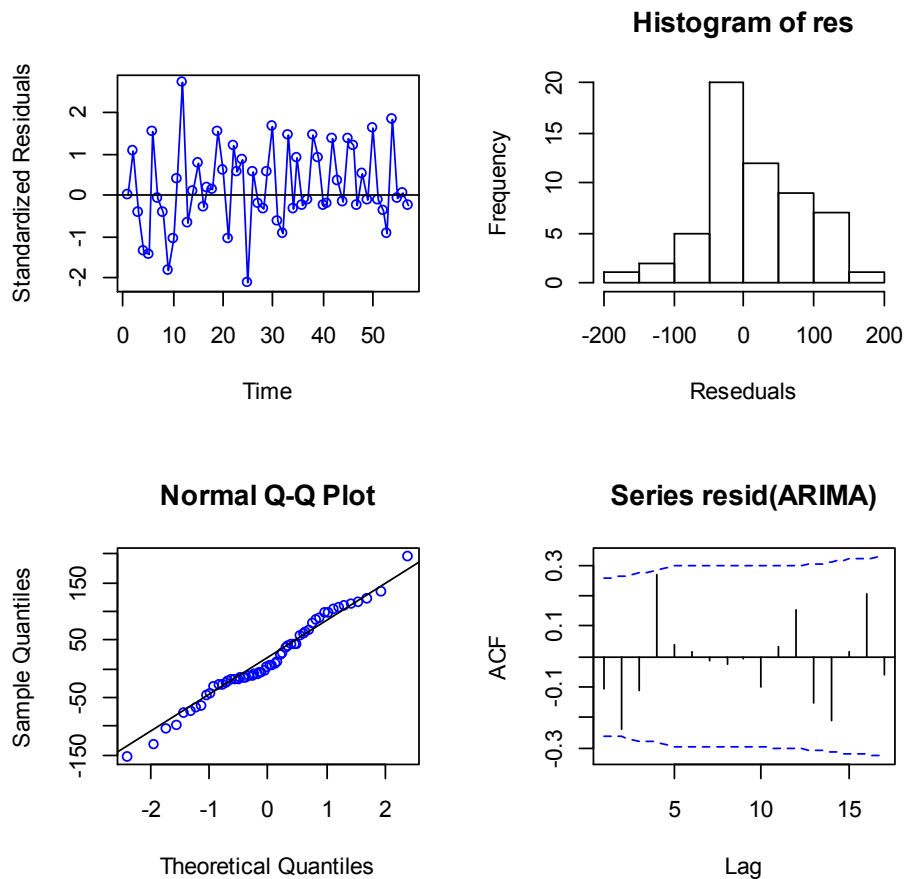 Standardized Residuals
2
1
0
-1
-2
0 10 20 30 40 50
Time
Histogram of res
Frequency
20
15
10
5
0
-200 -100 0 100 200
Reseduals
Normal Q-Q Plot
Sample Quantiles
150
50
-50
-150
-2 -1 0 1 2
Theoretical Quantiles
Series resid(ARIMA)
ACF
0.3
0.1
-0.1
-0.3
5 10 15
Lag